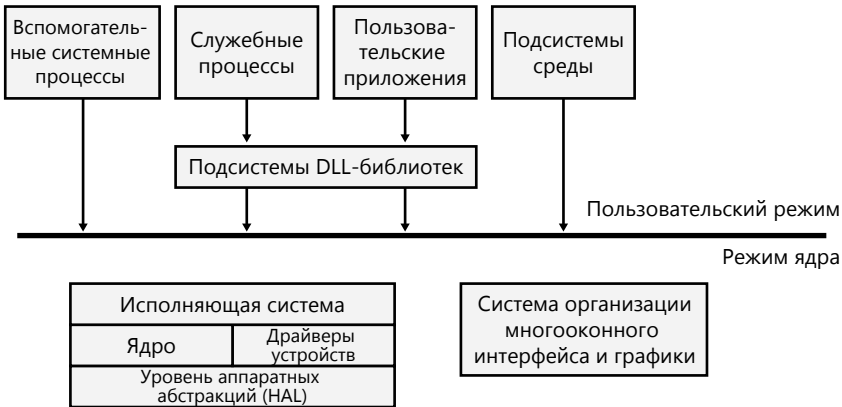 Вспомогатель-
ные системные
процессы
Служебные
процессы
Пользова-
тельские
приложения
Подсистемы
среды
Подсистемы DLL-библиотек
Пользовательский режим
Режим ядра
Исполняющая система
Ядро
Драйверы
устройств
Уровень аппаратных
абстракций (HAL)
Система организации
многооконного
интерфейса и графики